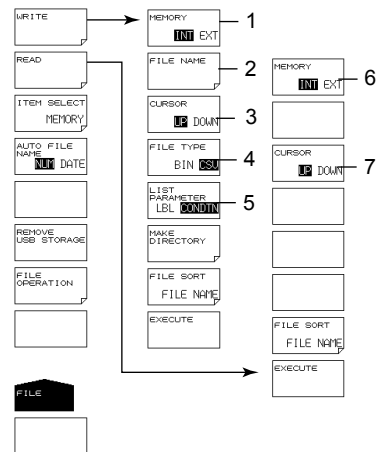 WRITE
READ
ITEM SELECT
MEMORY
AUTO FILE
NAME
NUM DATE
REMOVE
USB STORAGE
FILE
OPERATION
FILE
MEMORY
INT EXT
1
FILE NAME
2
CURSOR
UP DOWN
3
FILE TYPE
BIN CSV
4
LIST
PARAMETER
LBL CONDTN
5
MAKE
DIRECTORY
FILE SORT
FILE NAME
EXECUTE
MEMORY
INT EXT
6
CURSOR
UP DOWN
7
FILE SORT
FILE NAME
EXECUTE